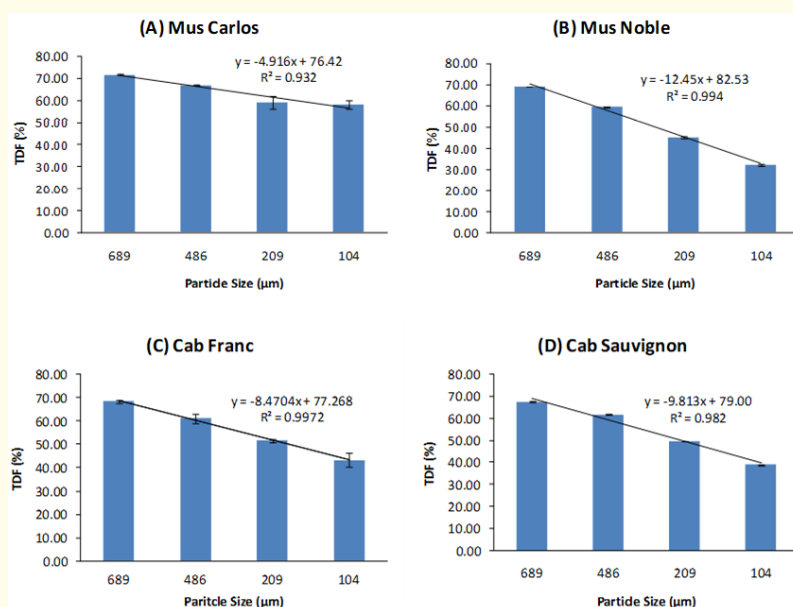 (A) Mus Carlos
y = -4.916x + 76.42
R² = 0.932
80.00
70.00
60.00
50.00
40.00
30.00
20.00
10.00
0.00
TDF (%)
689 486 209 104
Particle Size (µm)
(B) Mus Noble
y = -12.45x + 82.53
R² = 0.994
80.00
70.00
60.00
50.00
40.00
30.00
20.00
10.00
0.00
TDF (%)
689 486 209 104
Particle Size (µm)
(C) Cab Franc
y = -8.4704x + 77.268
R² = 0.9972
80.00
70.00
60.00
50.00
40.00
30.00
20.00
10.00
0.00
TDF (%)
689 486 209 104
Paritcle Size (µm)
(D) Cab Sauvignon
y = -9.813x + 79.00
R² = 0.982
80.00
70.00
60.00
50.00
40.00
30.00
20.00
10.00
0.00
TDF (%)
689 486 209 104
Particle Size (µm)